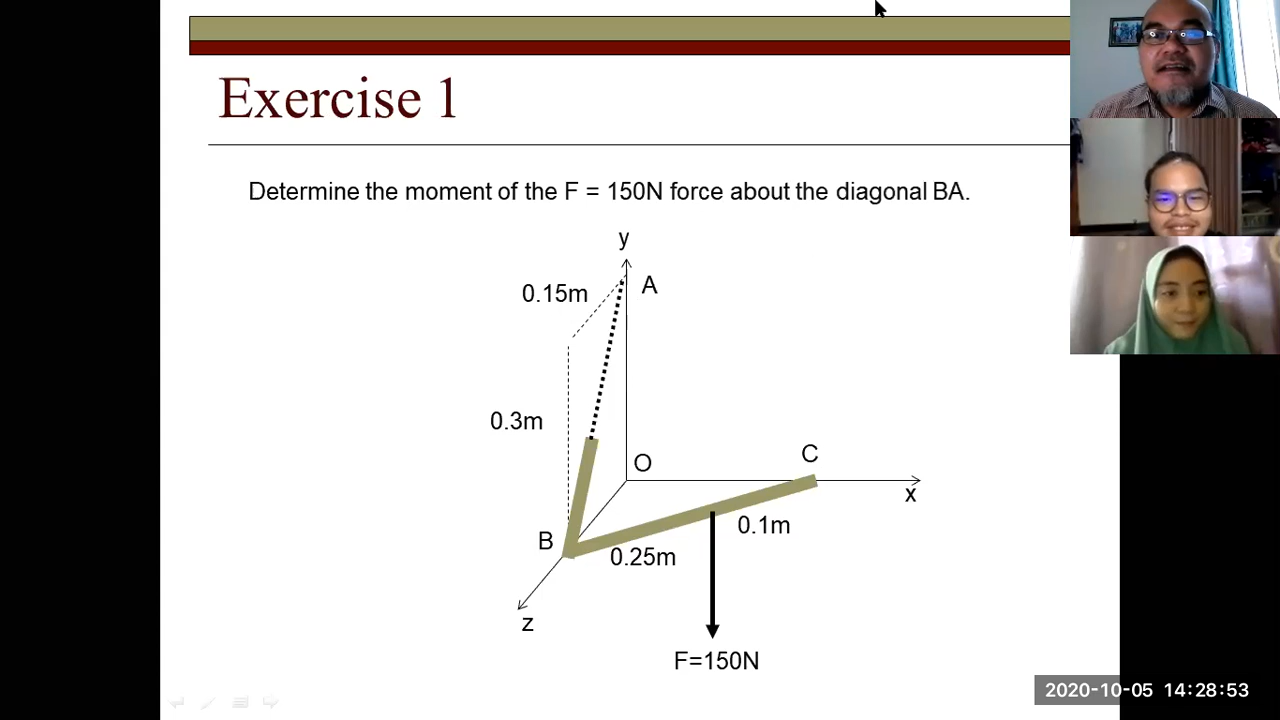 Exercise 1
Determine the moment of the F = 150N force about the diagonal BA.
y
0.15m
A
0.3m
O
C
x
B
0.25m
0.1m
z
F=150N
2020-10-05 14:28:53